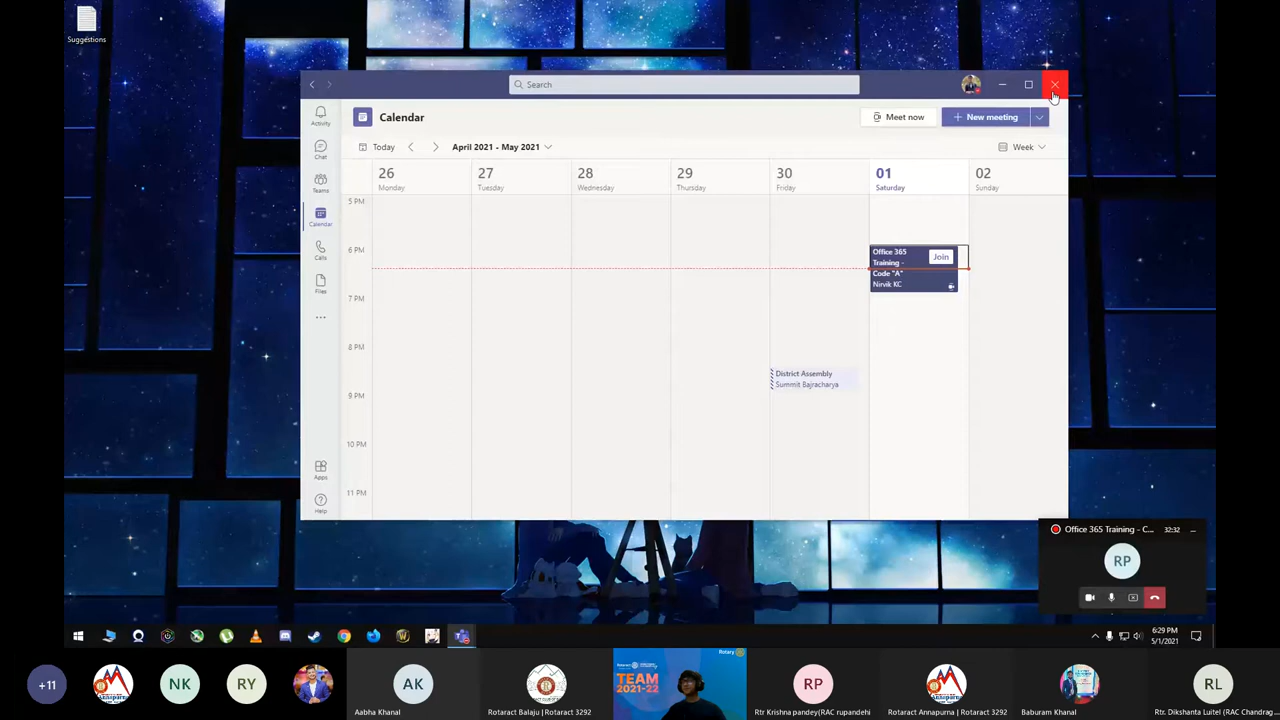 Suggestions
Search
Activity
Chat
Teams
Calendar
Calls
Files
Apps
Help
Calendar
Meet now
New meeting
Today
April 2021 - May 2021
Week
26
Monday
27
Tuesday
28
Wednesday
29
Thursday
30
Friday
01
Saturday
02
Sunday
5 PM
6 PM
7 PM
8 PM
9 PM
10 PM
11 PM
Office 365
Training -
Code "A"
Nirvik KC
Join
District Assembly
Summit Bajracharya
Office 365 Training - C...
32:32
RP
6:29 PM
5/1/2021
+11
NK
RY
AK
Aabha Khanal
Rotaract Balaju | Rotaract 3292
Rotary
Rotaract
TEAM
2021-22
RP
Rtr Krishna pandey(RAC rupandehi
Rotaract Annapurna | Rotaract 3292
Baburam Khanal
RL
Rtr. Dikshanta Luitel (RAC Chandrag